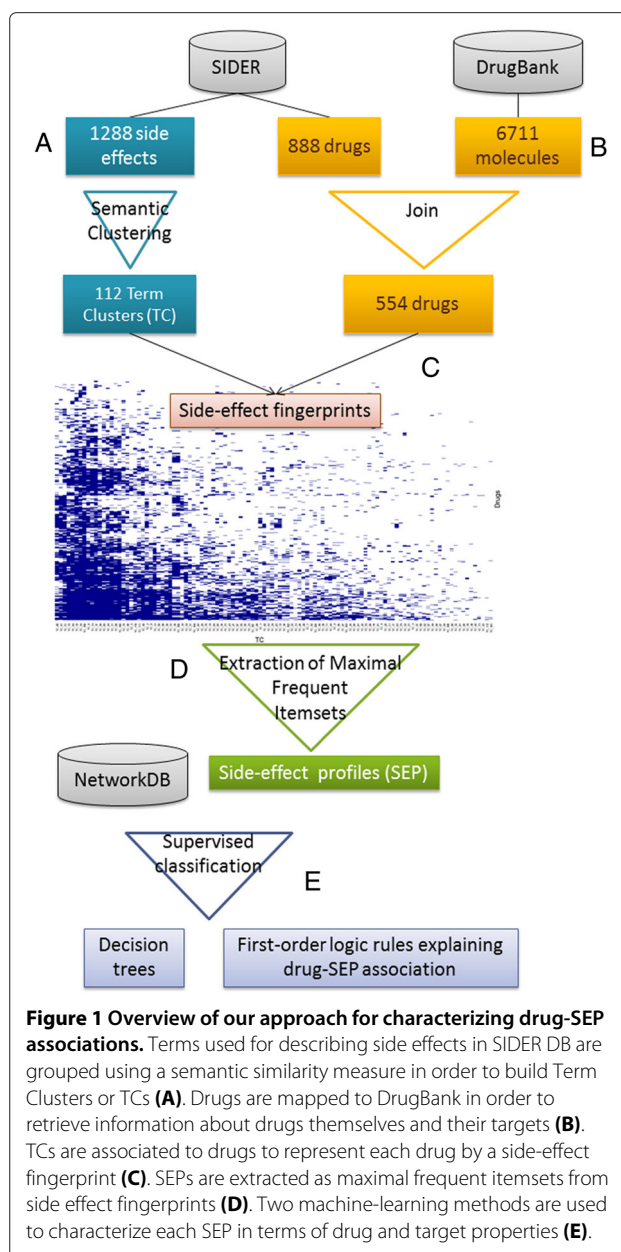 SIDER
DrugBank
A
1288 side
effects
888 drugs
6711
molecules
B
Semantic
Clustering
Join
112 Term
Clusters (TC)
554 drugs
C
Side-effect fingerprints
Drugs
TC
D
Extraction of Maximal
Frequent
Itemsets
NetworkDB
Side-effect profiles (SEP)
Supervised
classification
E
Decision
trees
First-order logic rules explaining
drug-SEP association
Figure 1 Overview of our approach for characterizing drug-SEP
associations. Terms used for describing side effects in SIDER DB are
grouped using a semantic similarity measure in order to build Term
Clusters or TCs (A). Drugs are mapped to DrugBank in order to
retrieve information about drugs themselves and their targets (B).
TCs are associated to drugs to represent each drug by a side-effect
fingerprint (C). SEPs are extracted as maximal frequent itemsets from
side effect fingerprints (D). Two machine-learning methods are used
to characterize each SEP in terms of drug and target properties (E).